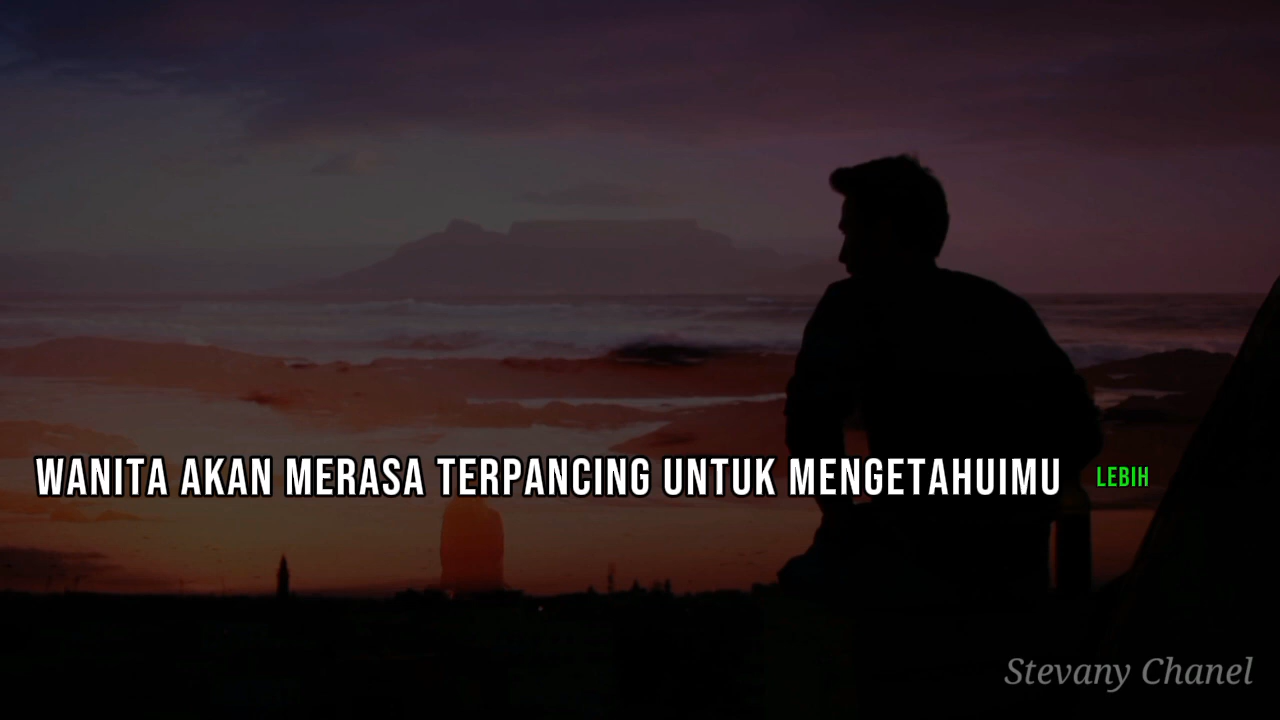 WANITA AKAN MERASA TERPANCING UNTUK MENGETAHUIMU LEBIH
Stevany Chanel